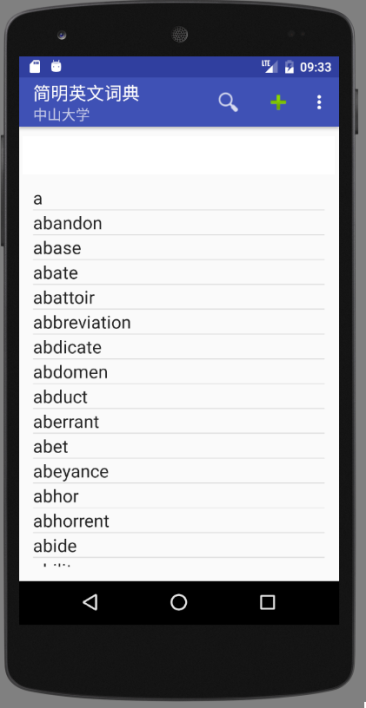 LTE 09:33
简明英文词典
中山大学
a
abandon
abase
abate
abattoir
abbreviation
abdicate
abdomen
abduct
aberrant
abet
abeyance
abhor
abhorrent
abide